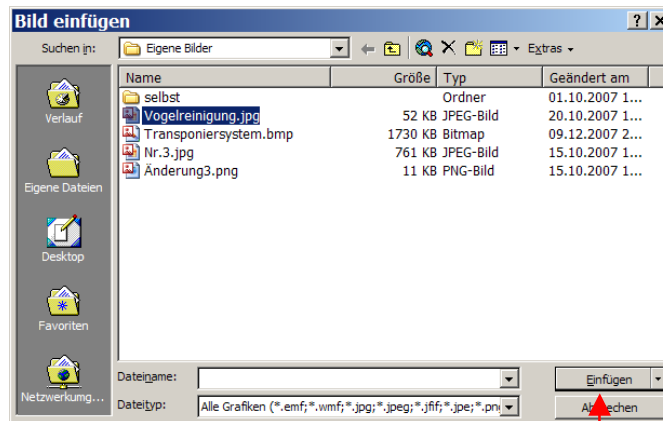 Bild einfügen
Suchen in: Eigene Bilder Extras
Name Größe Typ Geändert am
selbst Ordner 01.10.2007 1...
Vogelreinigung.jpg 52 KB JPEG-Bild 20.10.2007 1...
Transponiersystem.bmp 1730 KB Bitmap 09.12.2007 2...
Nr.3.jpg 761 KB JPEG-Bild 15.10.2007 1...
Änderung3.png 11 KB PNG-Bild 15.10.2007 1...
Verlauf
Eigene Dateien
Desktop
Favoriten
Netzwerkumg...
Dateiname: Einfügen
Dateityp: Alle Grafiken (*.emf;*.wmf;*.jpg;*.jpeg;*.jfif;*.jpe;*.pn